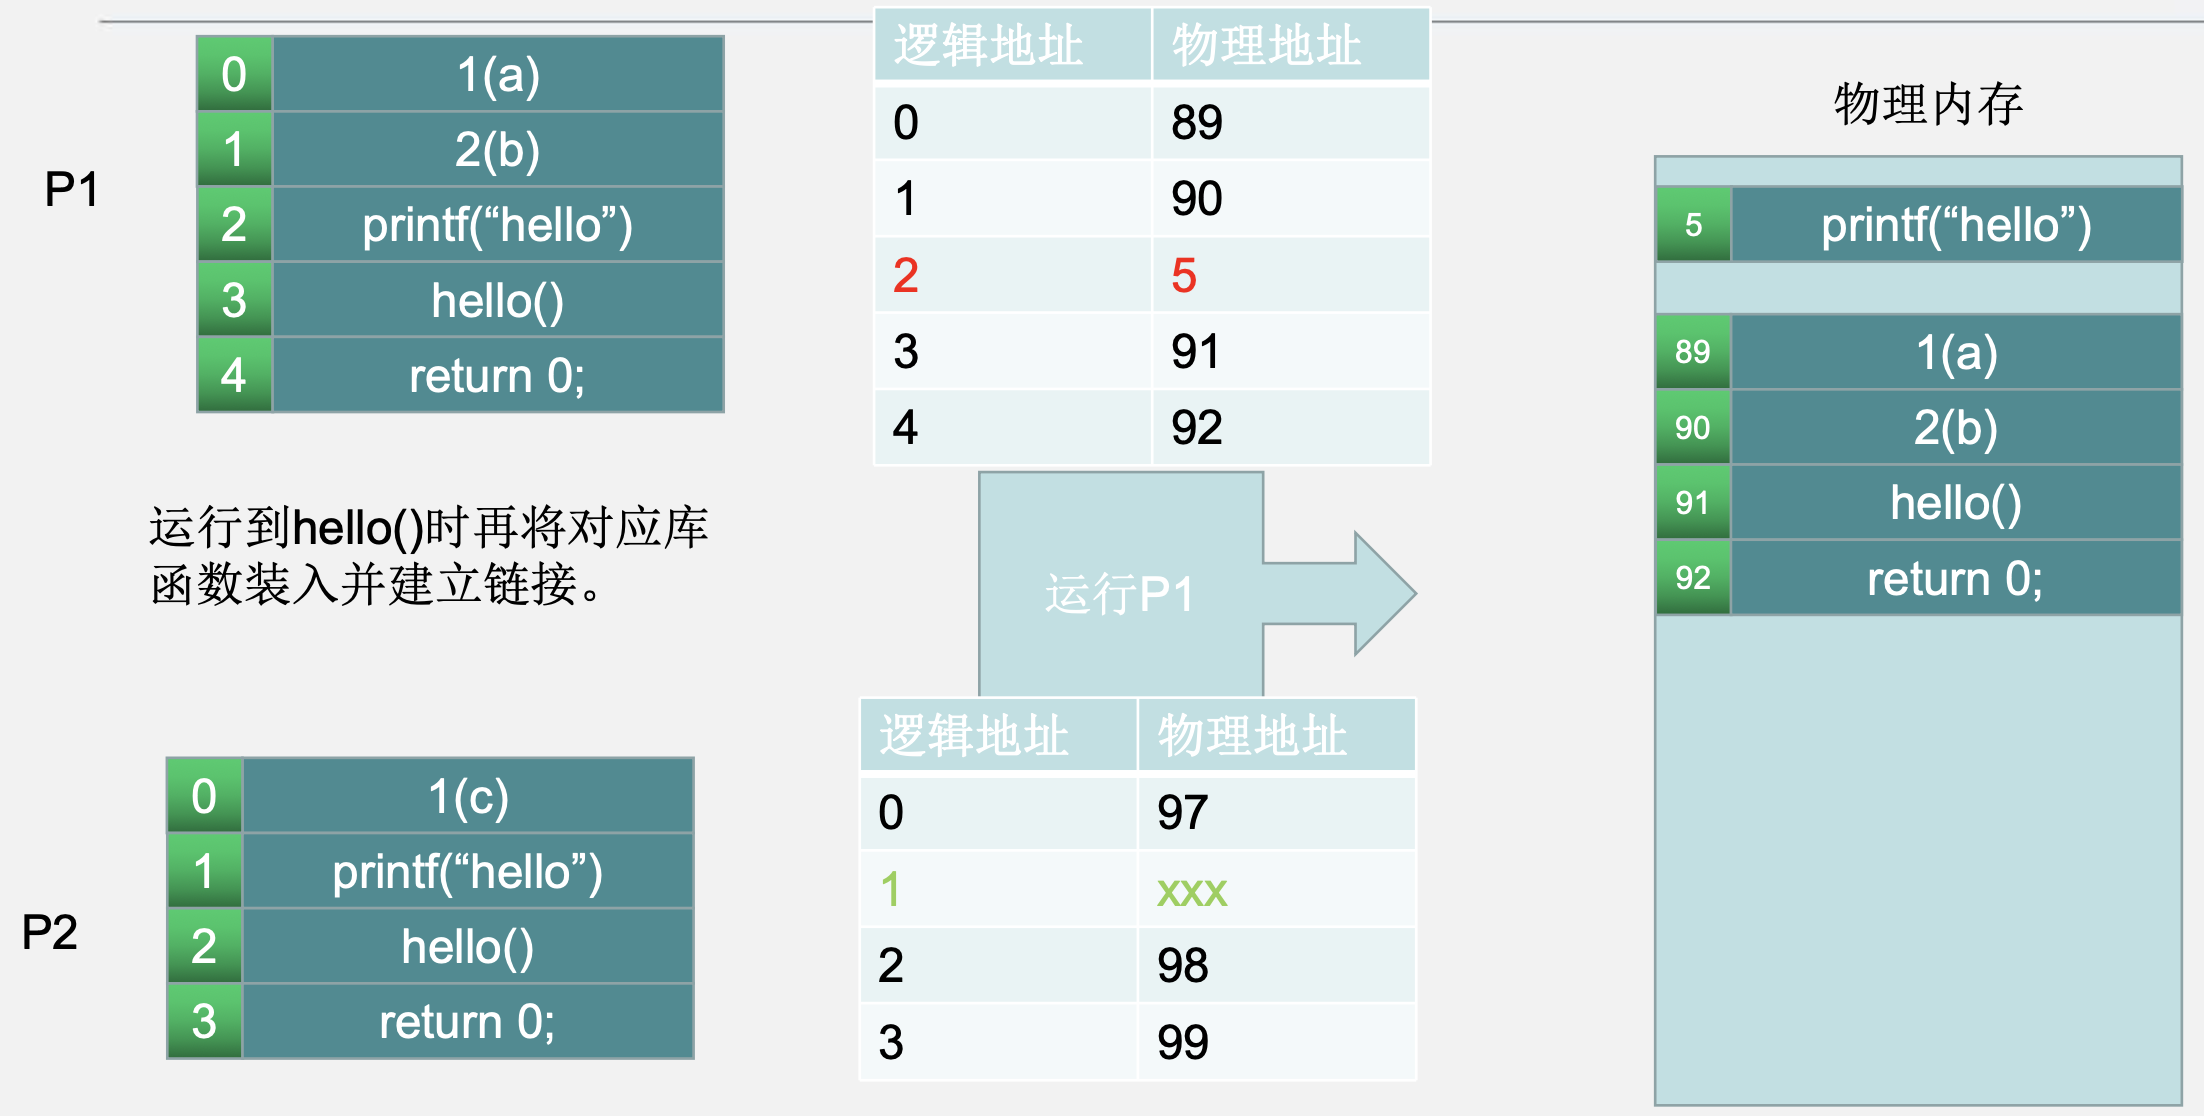 P1
0 1(a)
1 2(b)
2 printf(“hello”)
3 hello()
4 return 0;
逻辑地址 物理地址
0 89
1 90
2 5
3 91
4 92
运行到hello()时再将对应库
函数装入并建立链接。
运行P1
P2
0 1(c)
1 printf(“hello”)
2 hello()
3 return 0;
逻辑地址 物理地址
0 97
1 xxx
2 98
3 99
物理内存
5 printf(“hello”)
89 1(a)
90 2(b)
91 hello()
92 return 0;